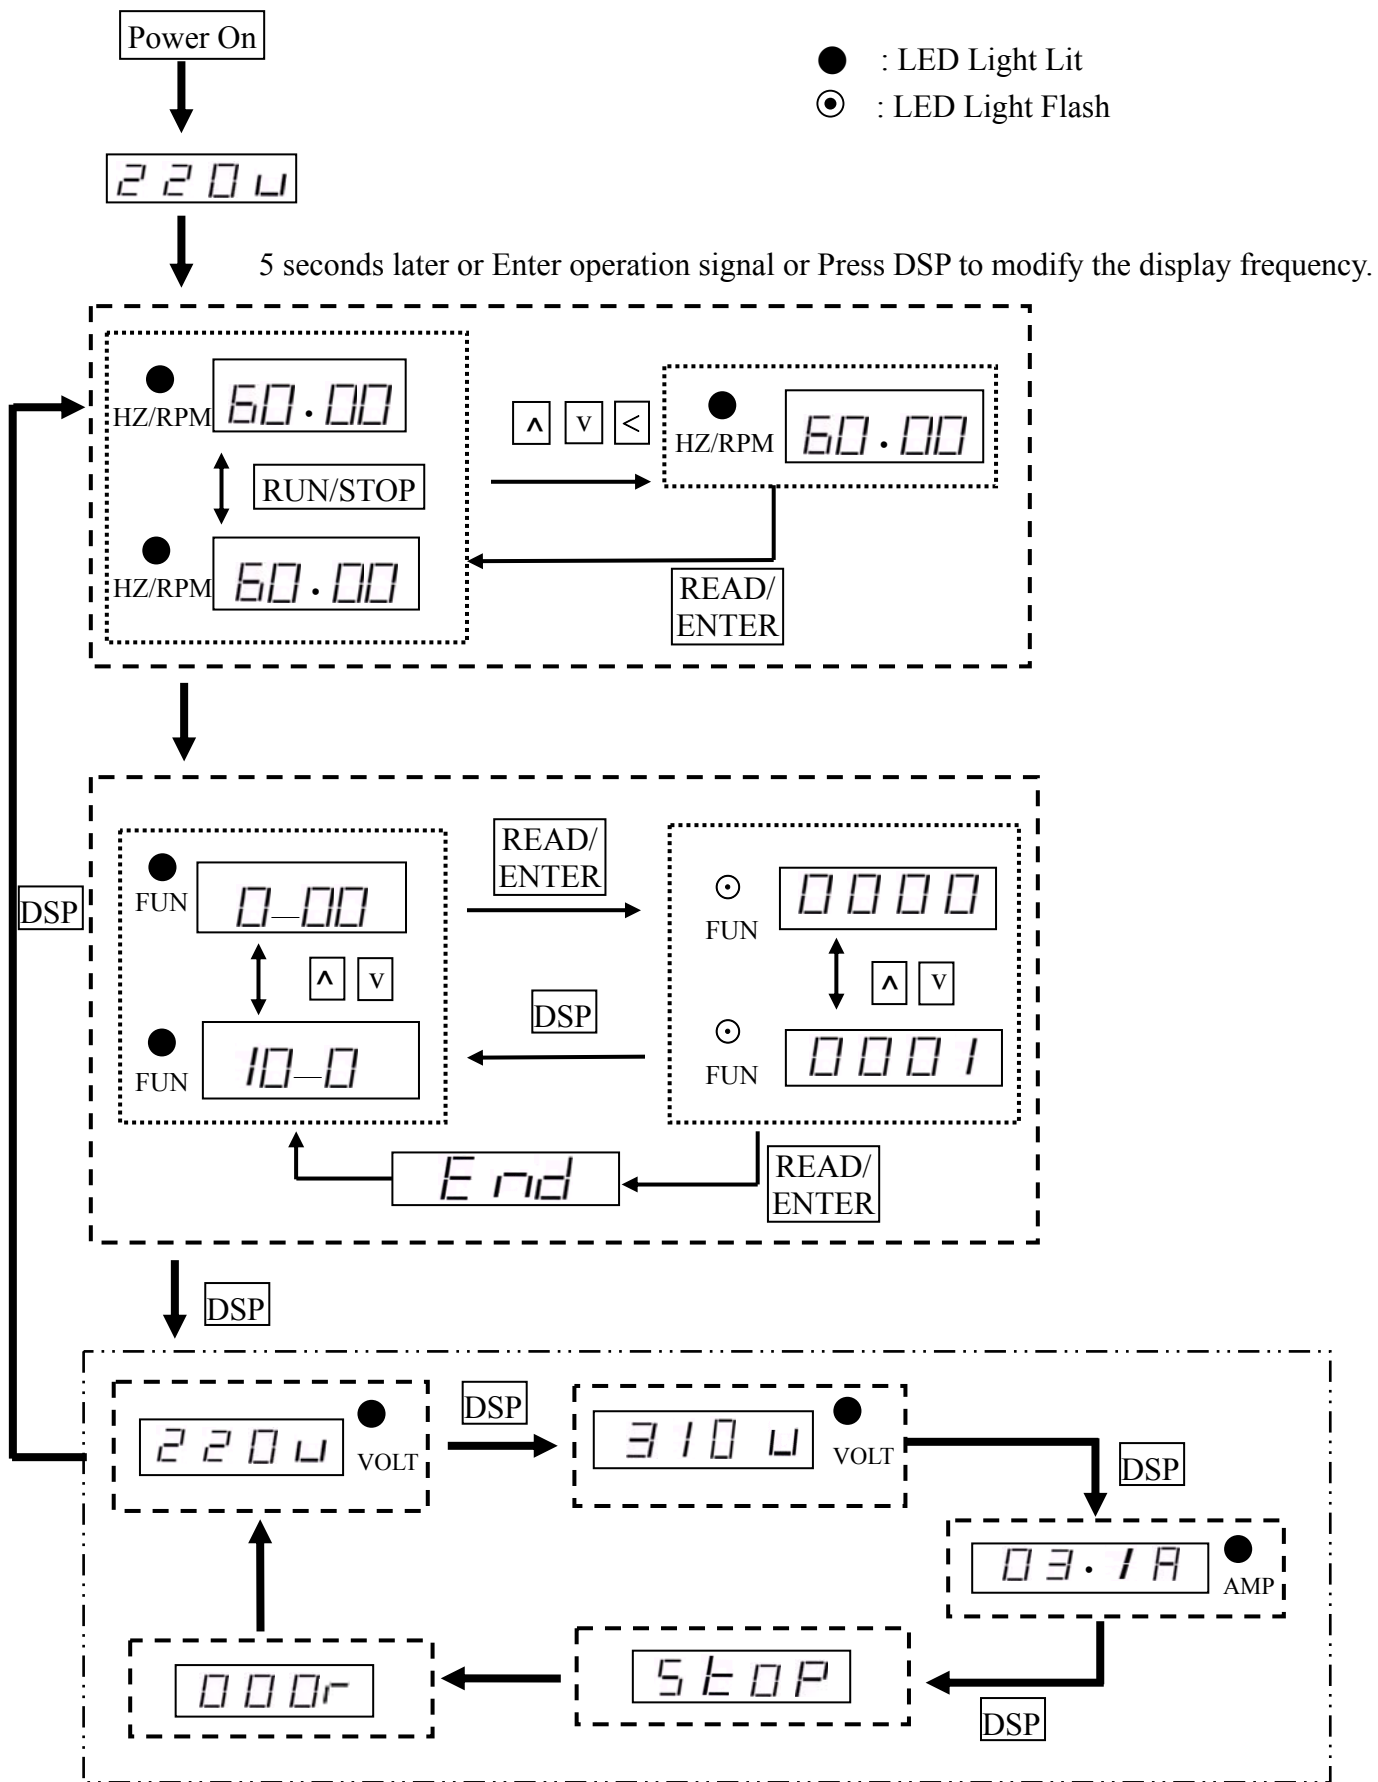 Power On
: LED Light Lit
: LED Light Flash
220u
5 seconds later or Enter operation signal or Press DSP to modify the display frequency.
HZ/RPM 60.00
RUN/STOP
HZ/RPM 60.00
^ v <
HZ/RPM 60.00
READ/
ENTER
DSP
FUN 0—00
^ v
FUN 10—0
READ/
ENTER
DSP
FUN 0000
^ v
FUN 0001
READ/
ENTER
End
DSP
220u VOLT
DSP
310u VOLT
DSP
03.1A AMP
DSP
StoP
000r